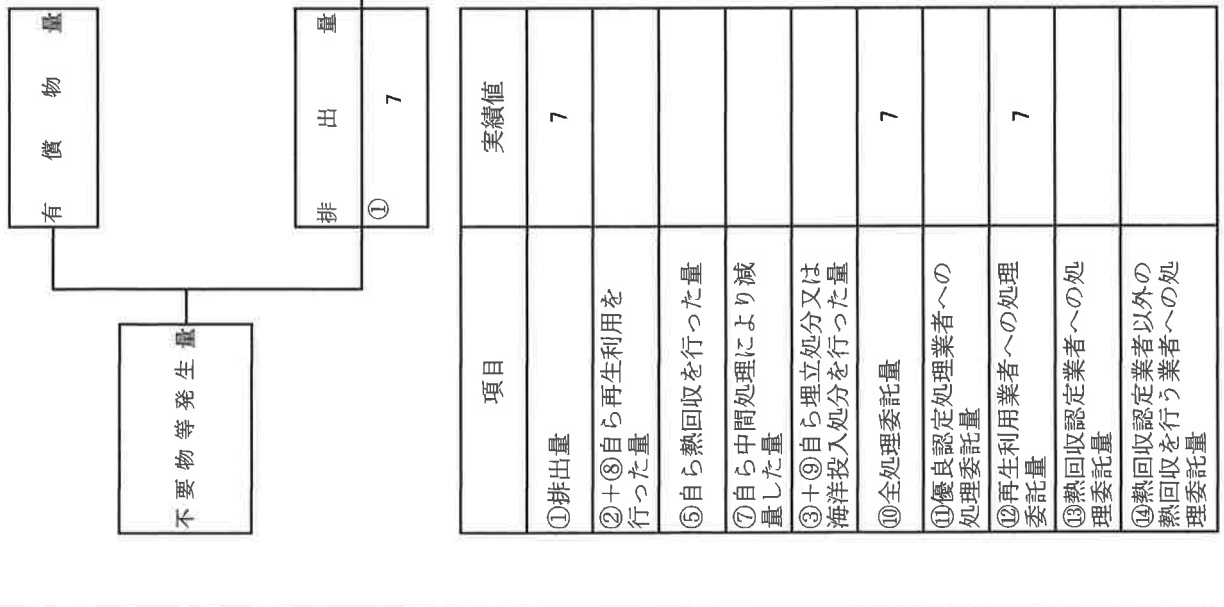 有償物量
不要物等発生量
排出量
①
7
項目
実績値
①排出量
7
②+⑧自ら再生利用を
行った量
⑤自ら熱回収を行った量
⑦自ら中間処理により減
量した量
③+⑨自ら埋立処分又は
海洋投入処分を行った量
⑩全処理委託量
7
⑪優良認定処理業者への
処理委託量
⑫再生利用業者への処理
委託量
7
⑬熱回収認定業者への処
理委託量
⑭熱回収認定業者以外の
熱回収を行う業者への処
理委託量